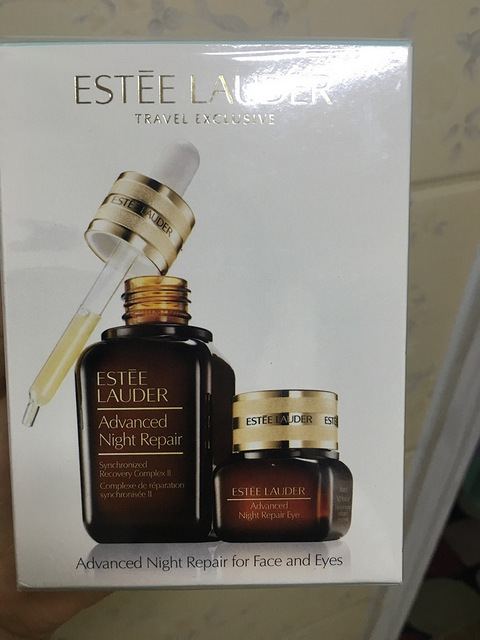 ESTĒE LAUDER
TRAVEL EXCLUSIVE
ESTĒE LAUDER
ESTĒE
LAUDER
Advanced
Night Repair
Synchronized
Recovery Complex II
Complexe de réparation
synchronisée II
ESTĒE LAUDER EST
ESTĒE LAUDER
Advanced
Night Repair Eye
Advanced Night Repair for Face and Eyes